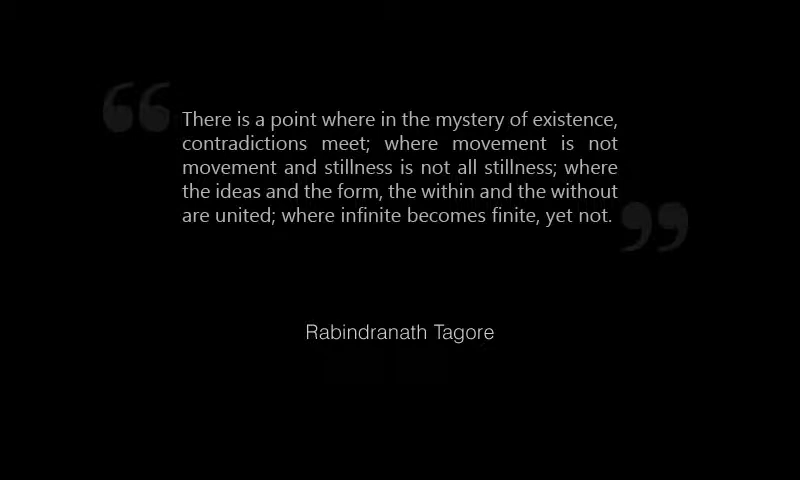 There is a point where in the mystery of existence,
contradictions meet; where movement is not
movement and stillness is not all stillness; where
the ideas and the form, the within and the without
are united; where infinite becomes finite, yet not.
Rabindranath Tagore